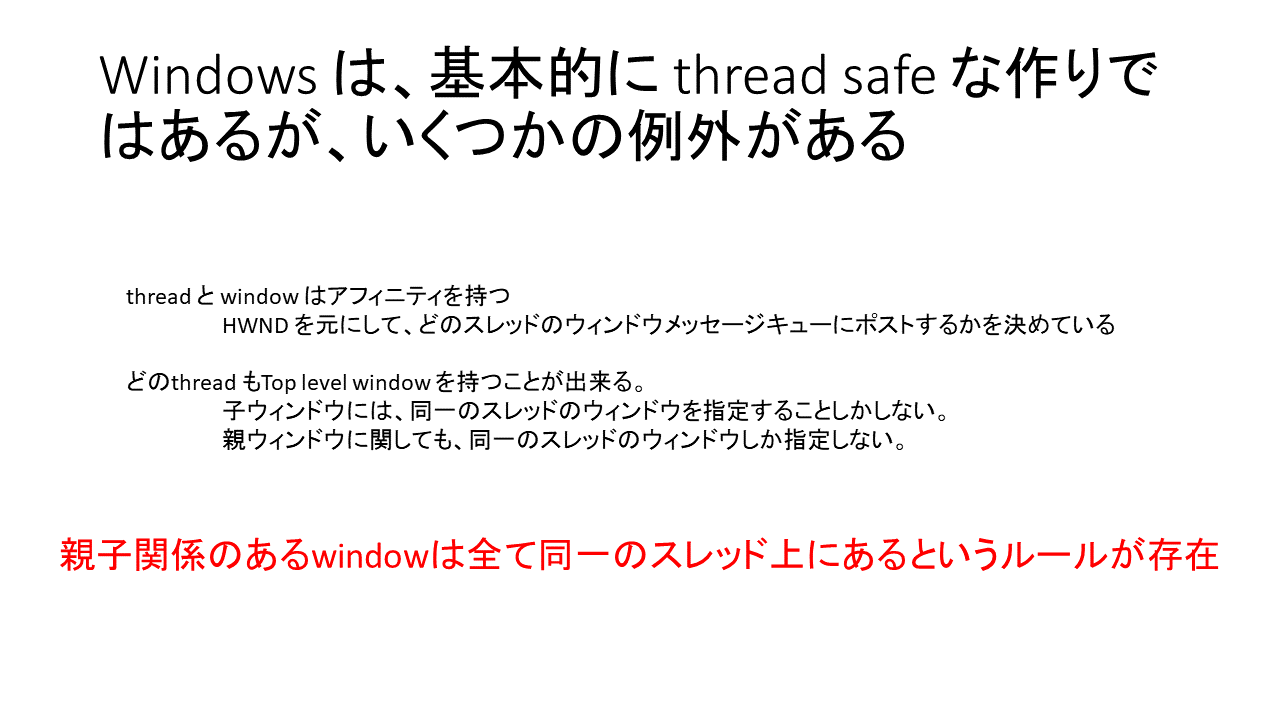 Windows は、基本的に thread safe な作りで
はあるが、いくつかの例外がある
thread と window はアフィニティを持つ
HWND を元にして、どのスレッドのウィンドウメッセージキューにポストするかを決めている
どのthread もTop level window を持つことが出来る。
子ウィンドウには、同一のスレッドのウィンドウを指定することしかしない。
親ウィンドウに関しても、同一のスレッドのウィンドウしか指定しない。
親子関係のあるwindowは全て同一のスレッド上にあるというルールが存在